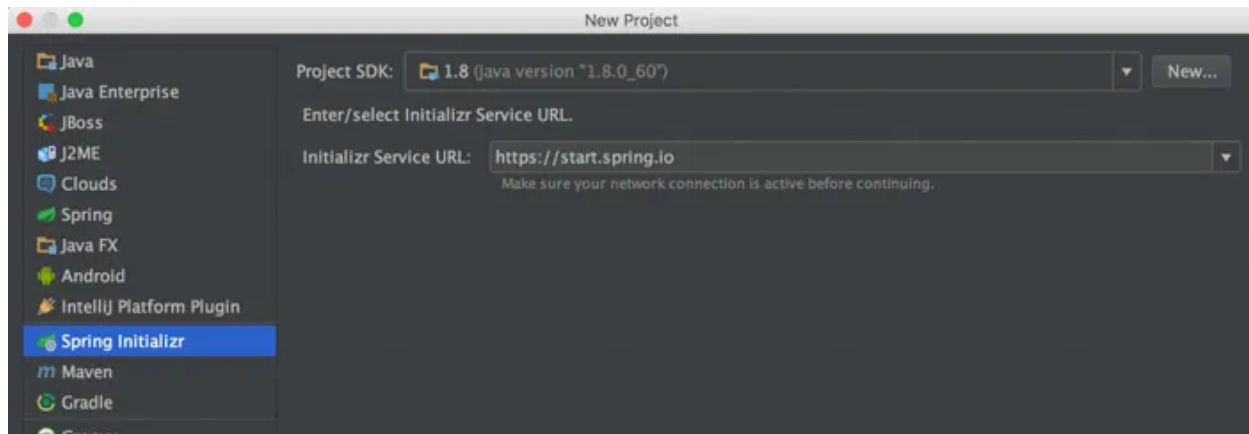 New Project
Java
Java Enterprise
JBoss
J2ME
Clouds
Spring
Java FX
Android
IntelliJ Platform Plugin
Spring Initializr
Maven
Gradle
Project SDK: 1.8 (java version "1.8.0_60") New...
Enter/select Initializr Service URL.
Initializr Service URL: https://start.spring.io
Make sure your network connection is active before continuing.